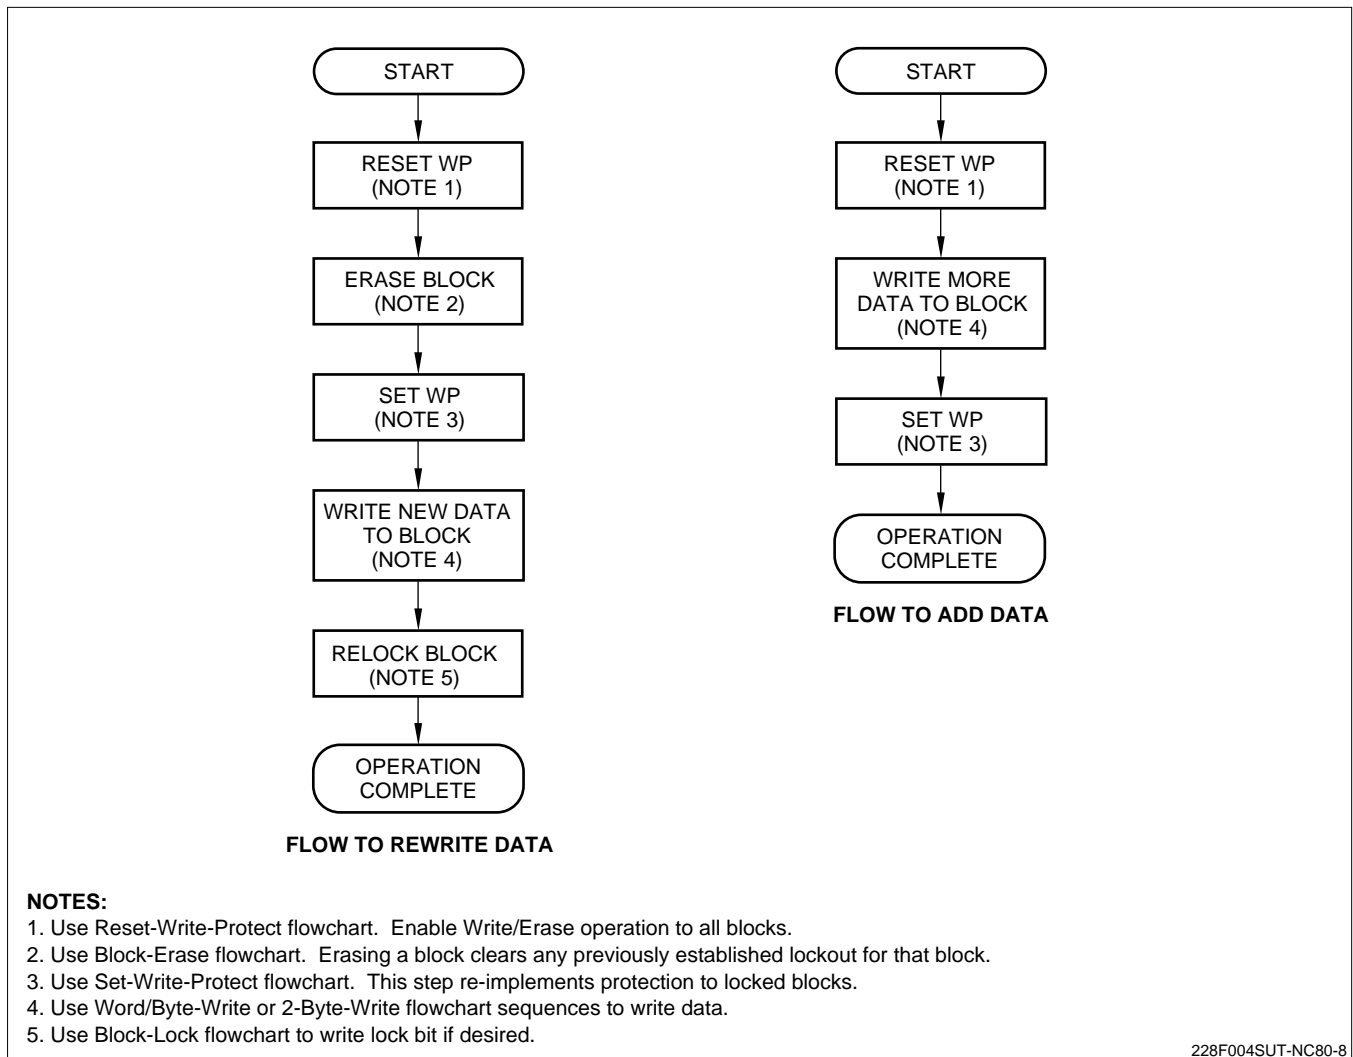 START
RESET WP
(NOTE 1)
ERASE BLOCK
(NOTE 2)
SET WP
(NOTE 3)
WRITE NEW DATA
TO BLOCK
(NOTE 4)
RELOCK BLOCK
(NOTE 5)
OPERATION
COMPLETE
FLOW TO REWRITE DATA
START
RESET WP
(NOTE 1)
WRITE MORE
DATA TO BLOCK
(NOTE 4)
SET WP
(NOTE 3)
OPERATION
COMPLETE
FLOW TO ADD DATA
NOTES:
1. Use Reset-Write-Protect flowchart. Enable Write/Erase operation to all blocks.
2. Use Block-Erase flowchart. Erasing a block clears any previously established lockout for that block.
3. Use Set-Write-Protect flowchart. This step re-implements protection to locked blocks.
4. Use Word/Byte-Write or 2-Byte-Write flowchart sequences to write data.
5. Use Block-Lock flowchart to write lock bit if desired.
228F004SUT-NC80-8